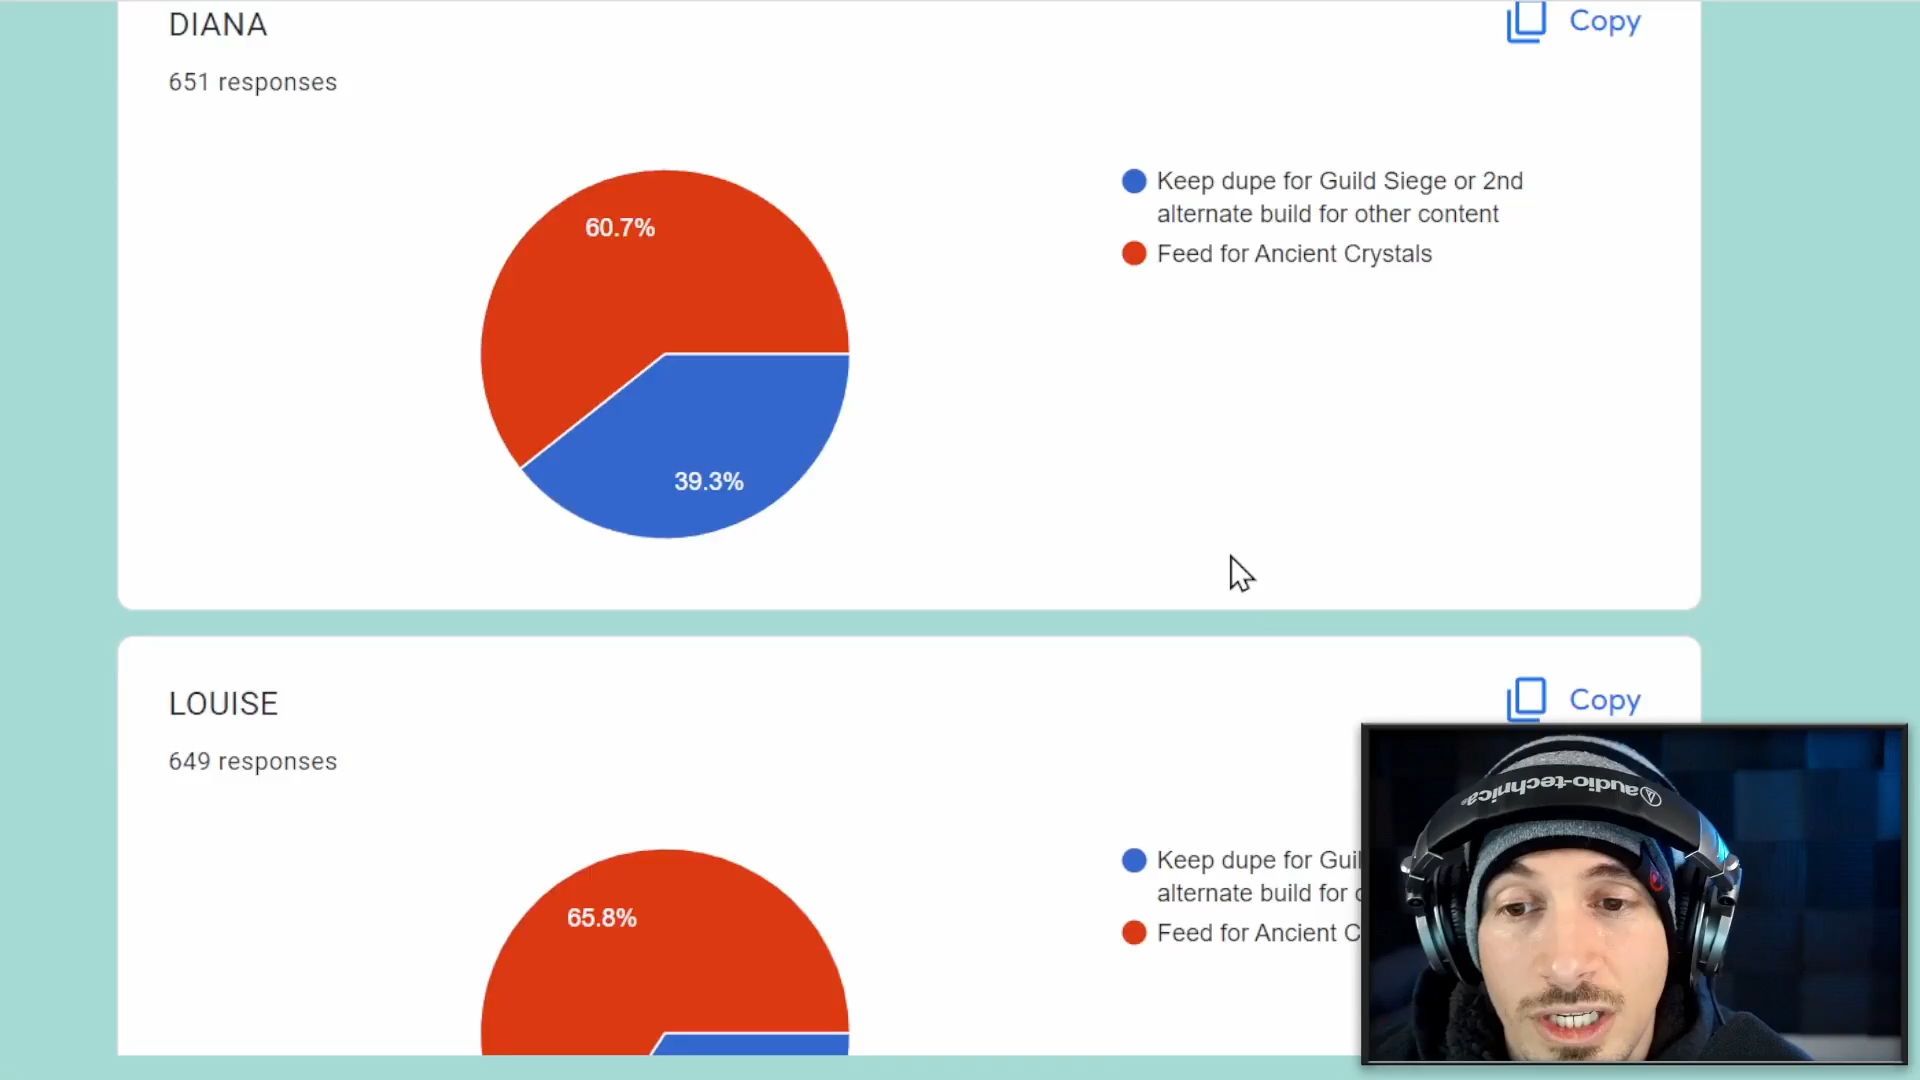 DIANA
Copy
651 responses
60.7%
39.3%
Keep dupe for Guild Siege or 2nd
alternate build for other content
Feed for Ancient Crystals
LOUISE
Copy
649 responses
65.8%
Keep dupe for Gui
alternate build for
Feed for Ancient C
audio-technica